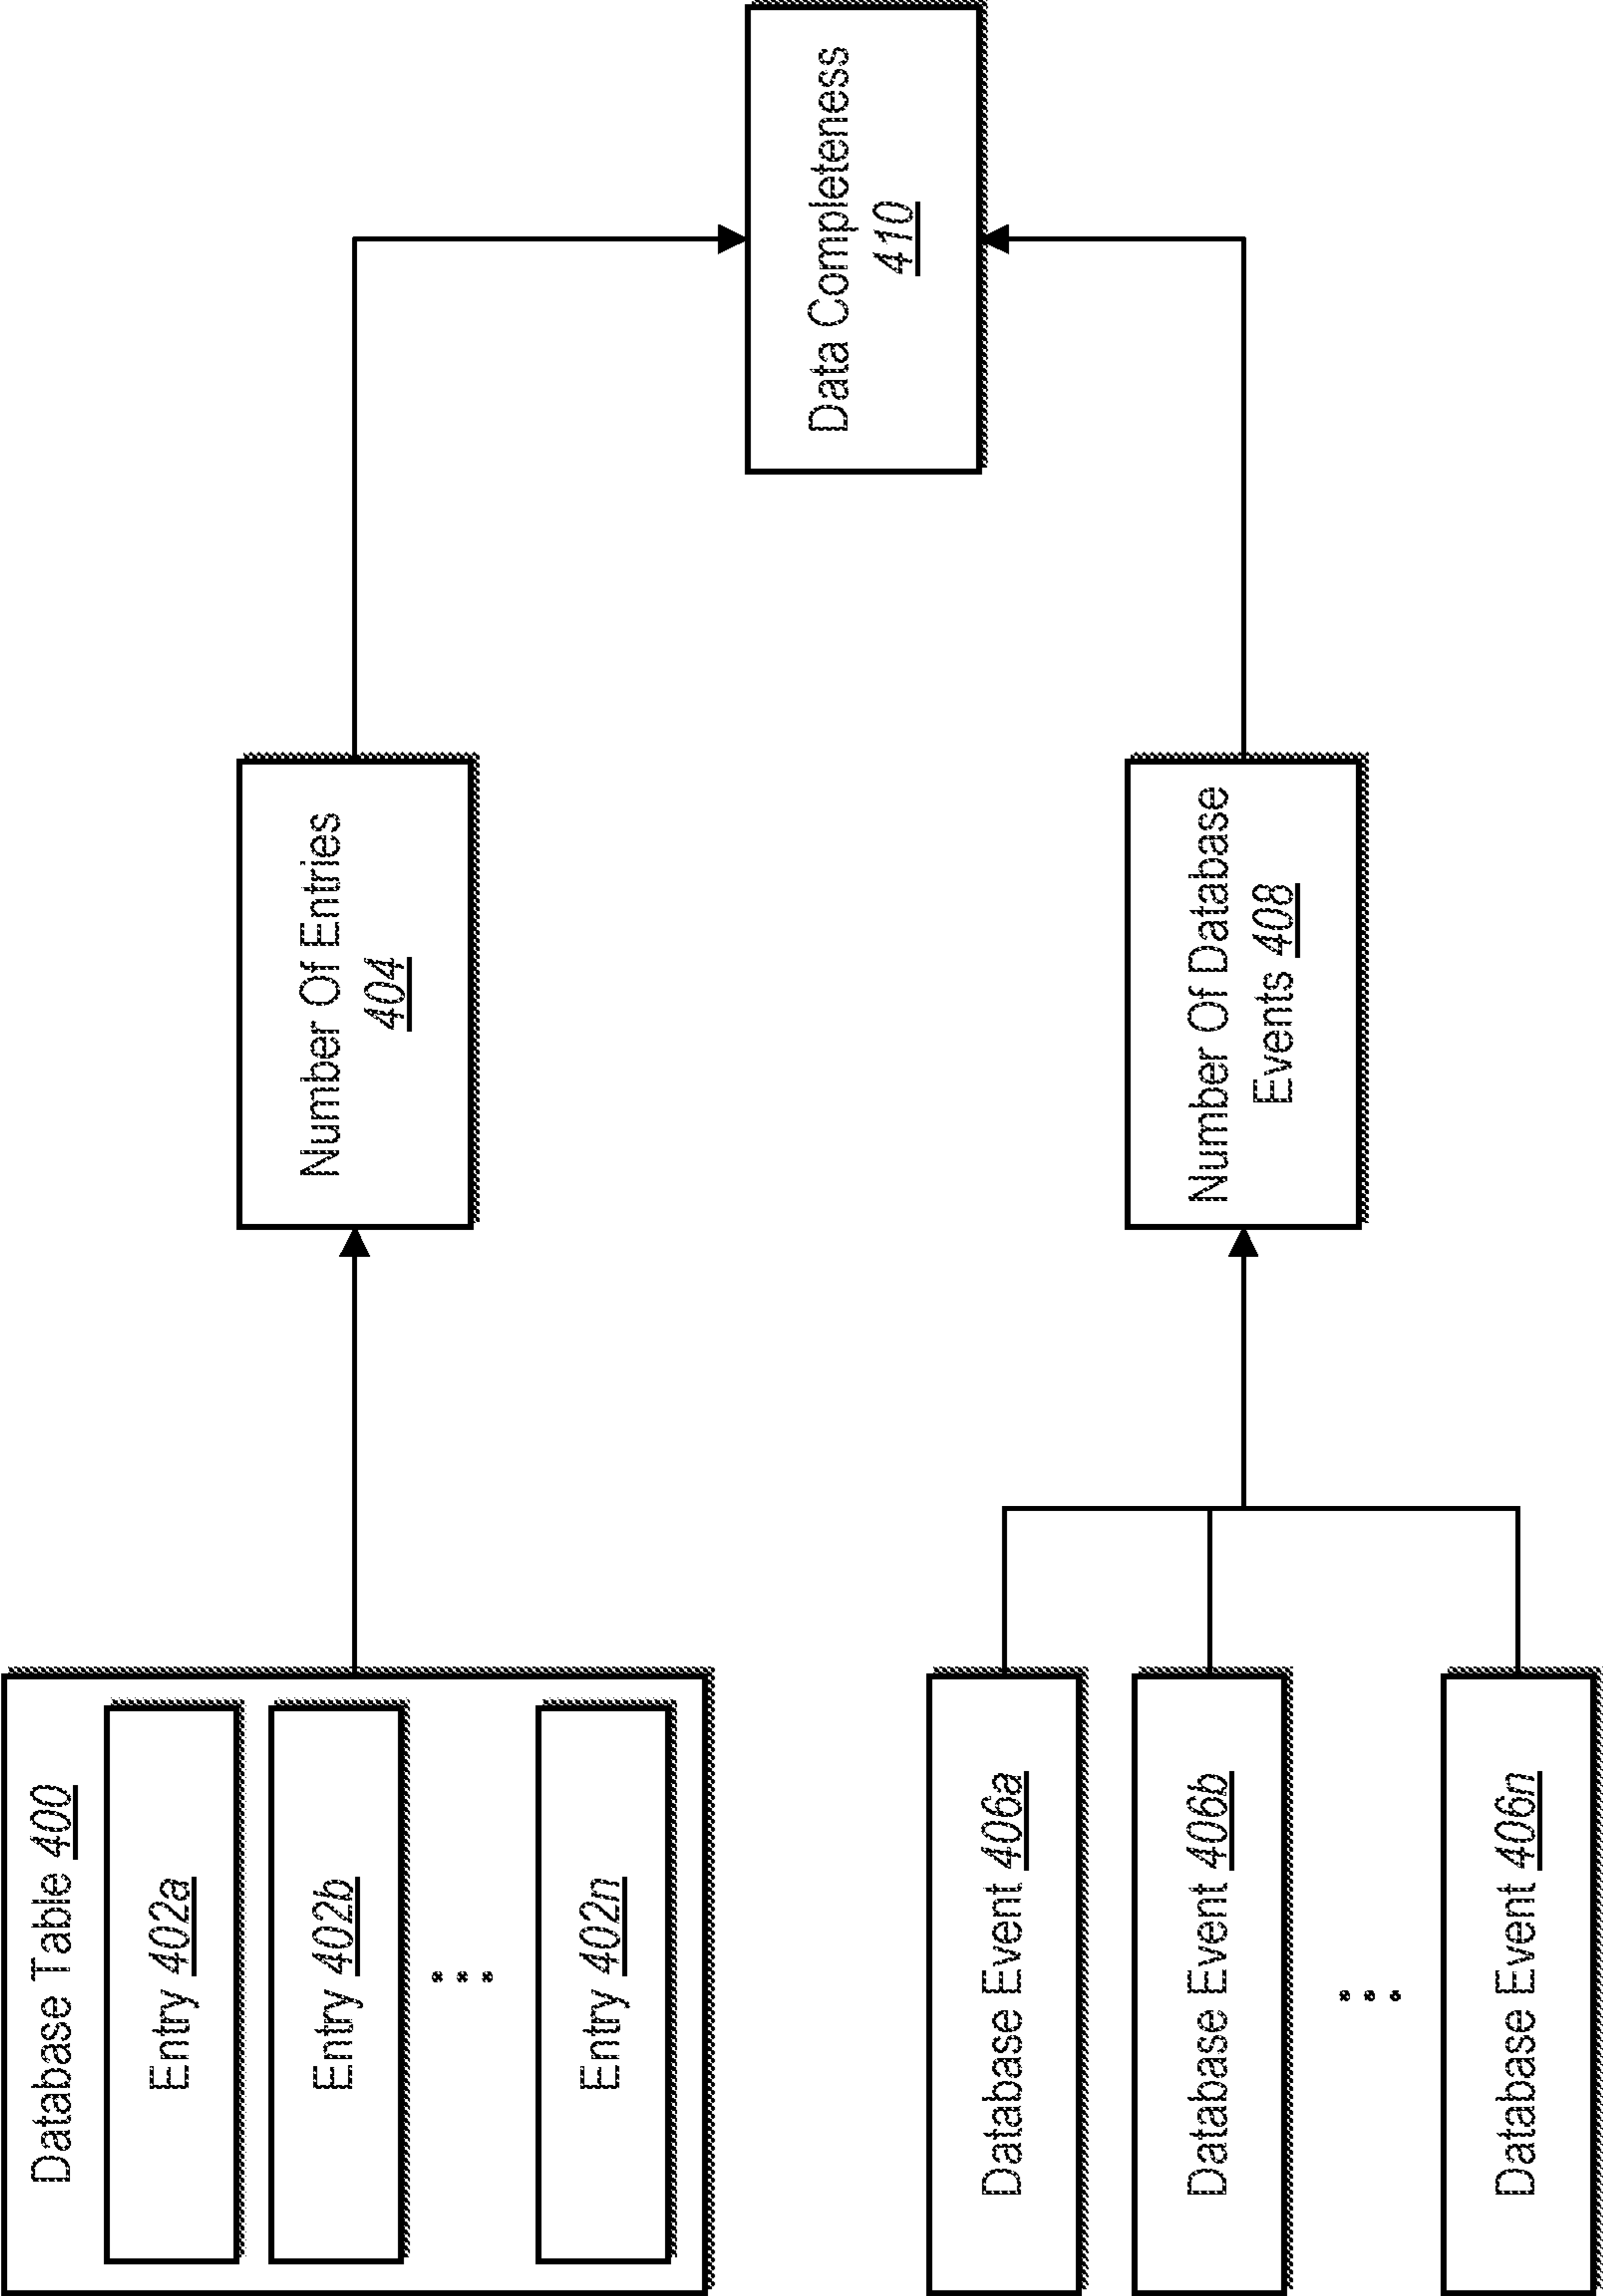 Database Table 400
Entry 402a
Entry 402b
Entry 402n
Database Event 406a
Database Event 406b
Database Event 406n
Number Of Entries
404
Number Of Database
Events 408
Data Completeness
410